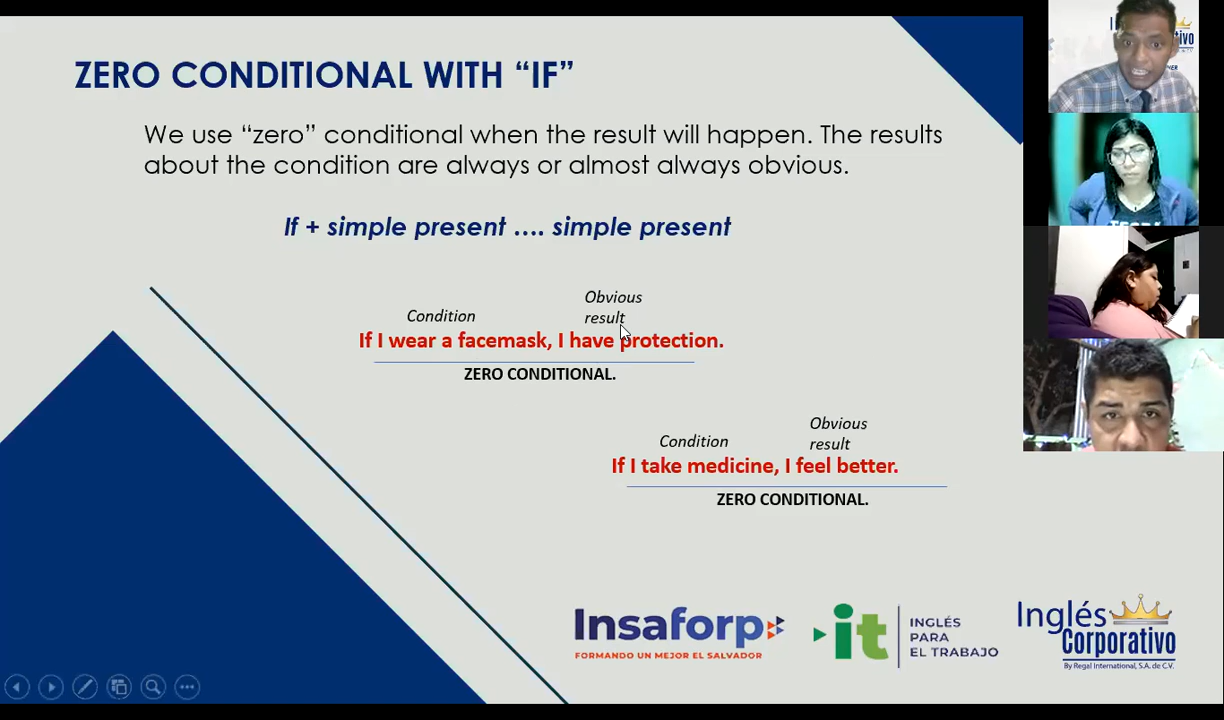 ZERO CONDITIONAL WITH “IF”
We use “zero” conditional when the result will happen. The results
about the condition are always or almost always obvious.
If + simple present …. simple present
Condition
Obvious
result
If I wear a facemask, I have protection.
ZERO CONDITIONAL.
Condition
Obvious
result
If I take medicine, I feel better.
ZERO CONDITIONAL.
Insaforp
FORMANDO UN MEJOR EL SALVADOR
it
INGLÉS
PARA
EL TRABAJO
Inglés
Corporativo
By Regal International, S.A. de C.V.